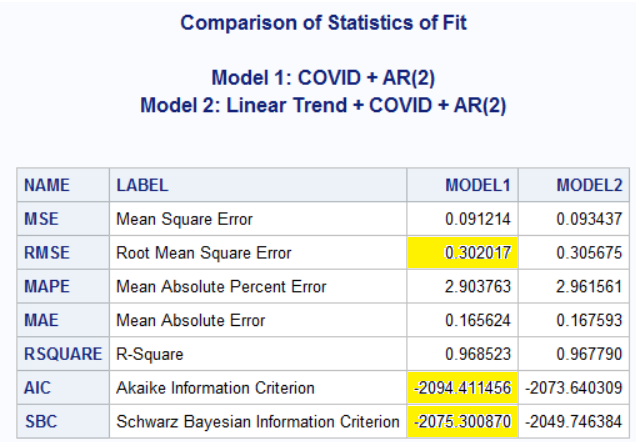 Comparison of Statistics of Fit
Model 1: COVID + AR(2)
Model 2: Linear Trend + COVID + AR(2)
NAME LABEL MODEL1 MODEL2
MSE Mean Square Error 0.091214 0.093437
RMSE Root Mean Square Error 0.302017 0.305675
MAPE Mean Absolute Percent Error 2.903763 2.961561
MAE Mean Absolute Error 0.165624 0.167593
RSQUARE R-Square 0.968523 0.967790
AIC Akaike Information Criterion -2094.411456 -2073.640309
SBC Schwarz Bayesian Information Criterion -2075.300870 -2049.746384